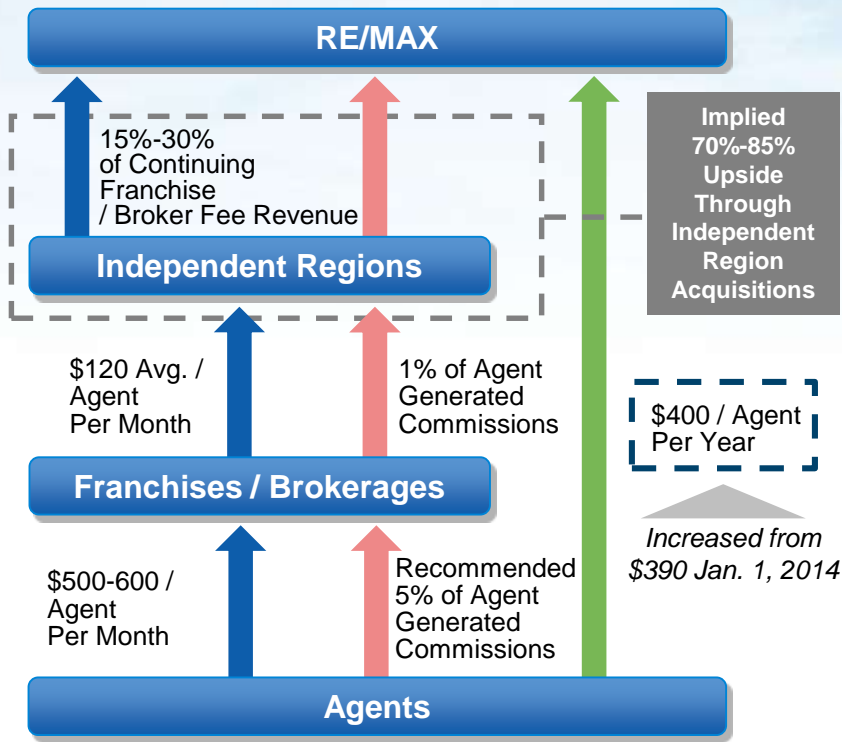 RE/MAX
15%-30%
of Continuing
Franchise
/ Broker Fee Revenue
Implied
70%-85%
Upside
Through
Independent
Region
Acquisitions
Independent Regions
$120 Avg. /
Agent
Per Month
1% of Agent
Generated
Commissions
$400 / Agent
Per Year
Franchises / Brokerages
Increased from
$390 Jan. 1, 2014
$500-600 /
Agent
Per Month
Recommended
5% of Agent
Generated
Commissions
Agents